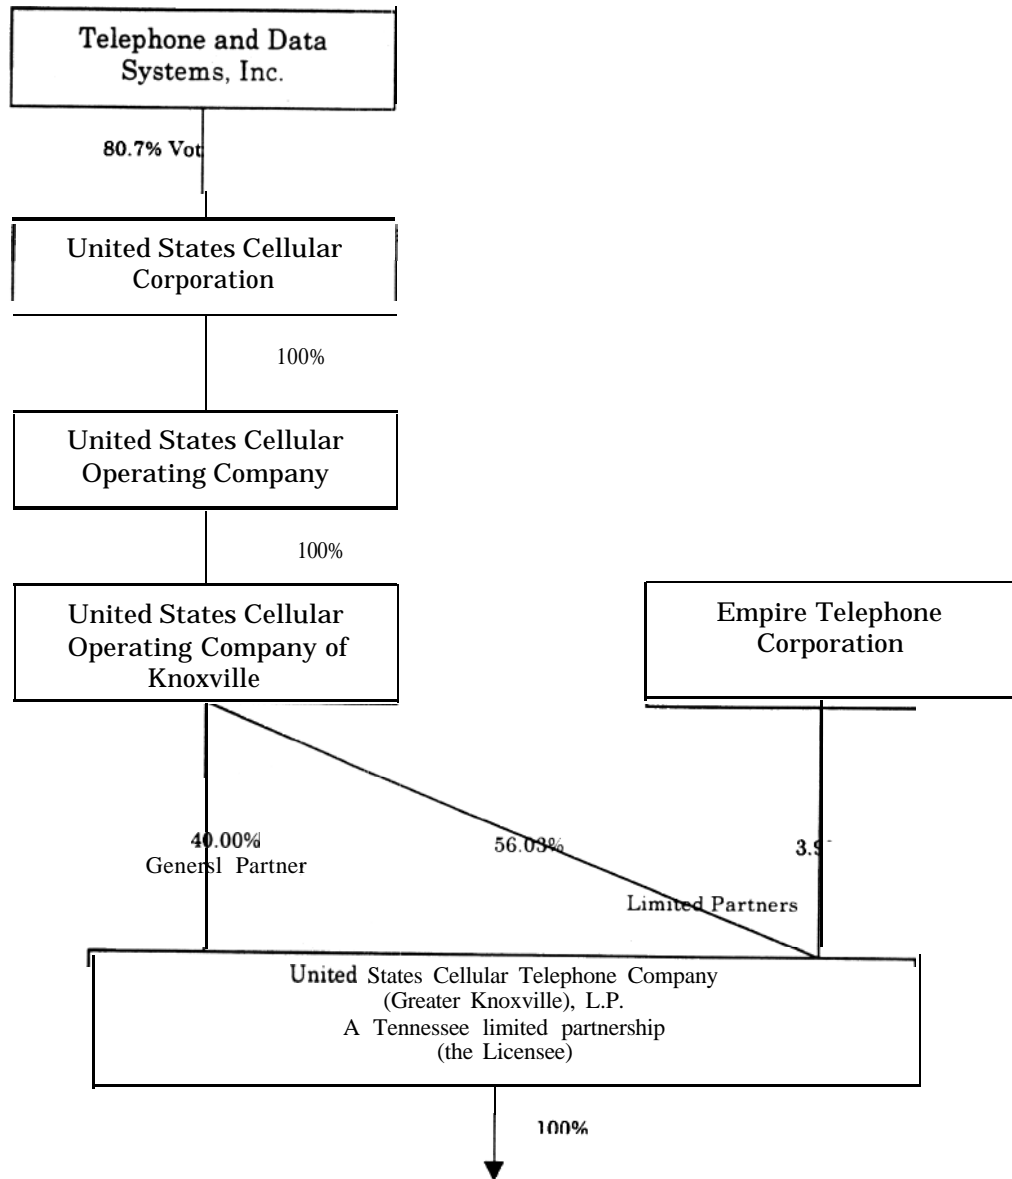 Telephone and Data
Systems, Inc.
80.7% Vot
United States Cellular
Corporation
100%
United States Cellular
Operating Company
100%
United States Cellular
Operating Company of
Knoxville
Empire Telephone
Corporation
40.00%
Genersl Partner
56.03%
3.9
Limited Partners
United States Cellular Telephone Company
(Greater Knoxville), L.P.
A Tennessee limited partnership
(the Licensee)
100%